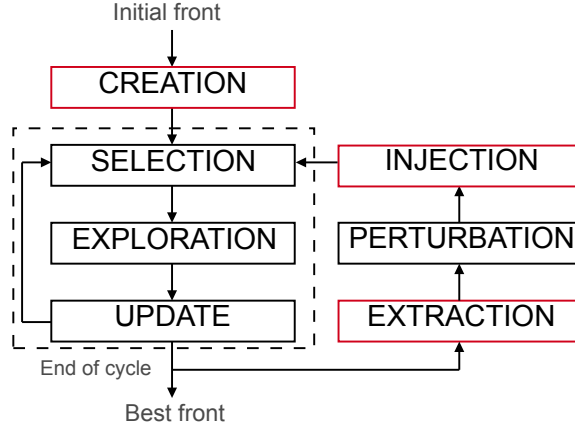 Initial front
CREATION
SELECTION
INJECTION
EXPLORATION
PERTURBATION
UPDATE
EXTRACTION
End of cycle
Best front